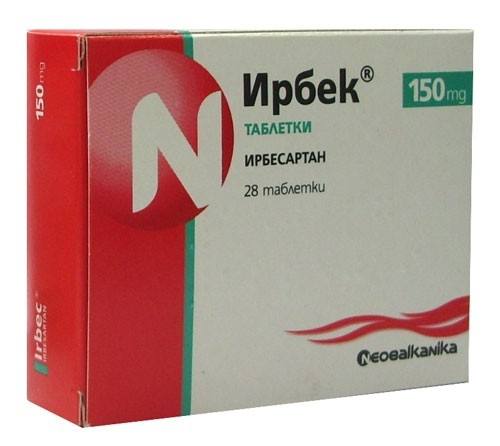 150 mg
Irbec®
IRBESARTAN
N
Ирбек®
150 mg
ТАБЛЕТКИ
ИРБЕСАРТАН
28 таблетки
Neobalkanika